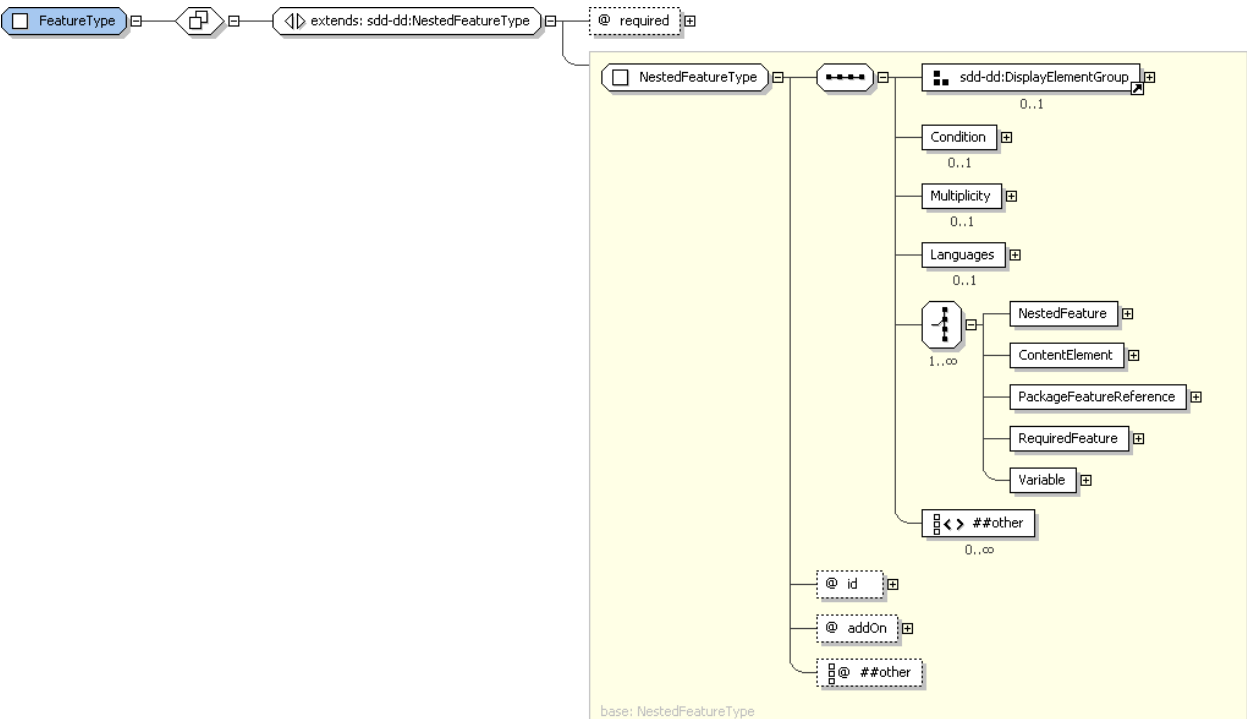 FeatureType
extends: sdd-dd:NestedFeatureType
@ required
NestedFeatureType
sdd-dd:DisplayElementGroup
0..1
Condition
0..1
Multiplicity
0..1
Languages
0..1
1..∞
NestedFeature
ContentElement
PackageFeatureReference
RequiredFeature
Variable
<> ##other
0..∞
@ id
@ addOn
@ ##other
base: NestedFeatureType